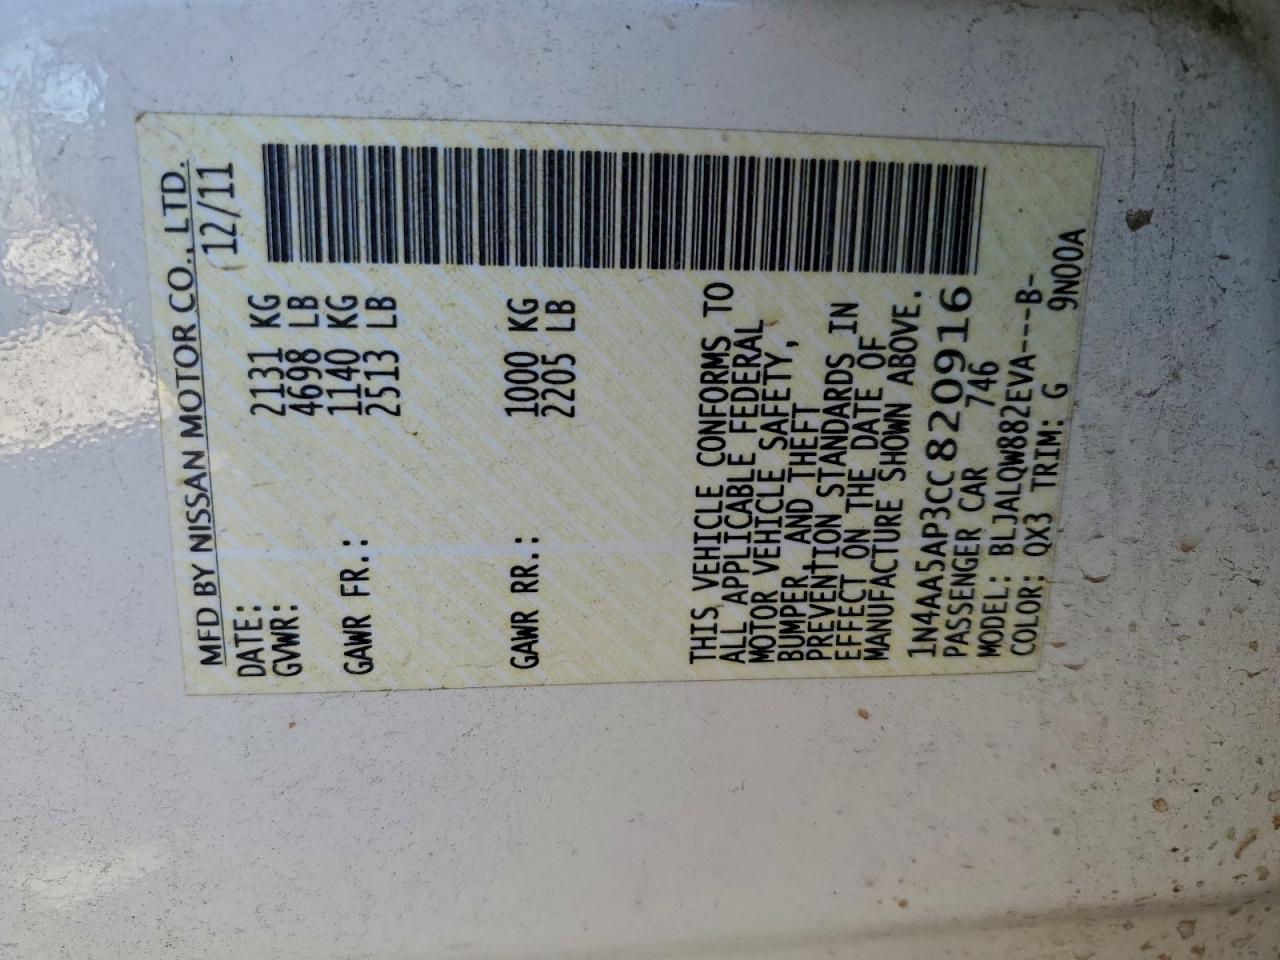 MFD BY NISSAN MOTOR CO., LTD.
DATE: 12/11
GVWR: 2131 KG
4698 LB
GAWR FR.: 1140 KG
2513 LB
GAWR RR.: 1000 KG
2205 LB
THIS VEHICLE CONFORMS TO
ALL APPLICABLE FEDERAL
MOTOR VEHICLE SAFETY,
BUMPER, AND THEFT
PREVENTION STANDARDS IN
EFFECT ON THE DATE OF
MANUFACTURE SHOWN ABOVE.
1N4AA5AP3CC820916
PASSENGER CAR 746
MODEL: BLJALQW882EVA---B-
COLOR: QX3 TRIM: G 9N00A